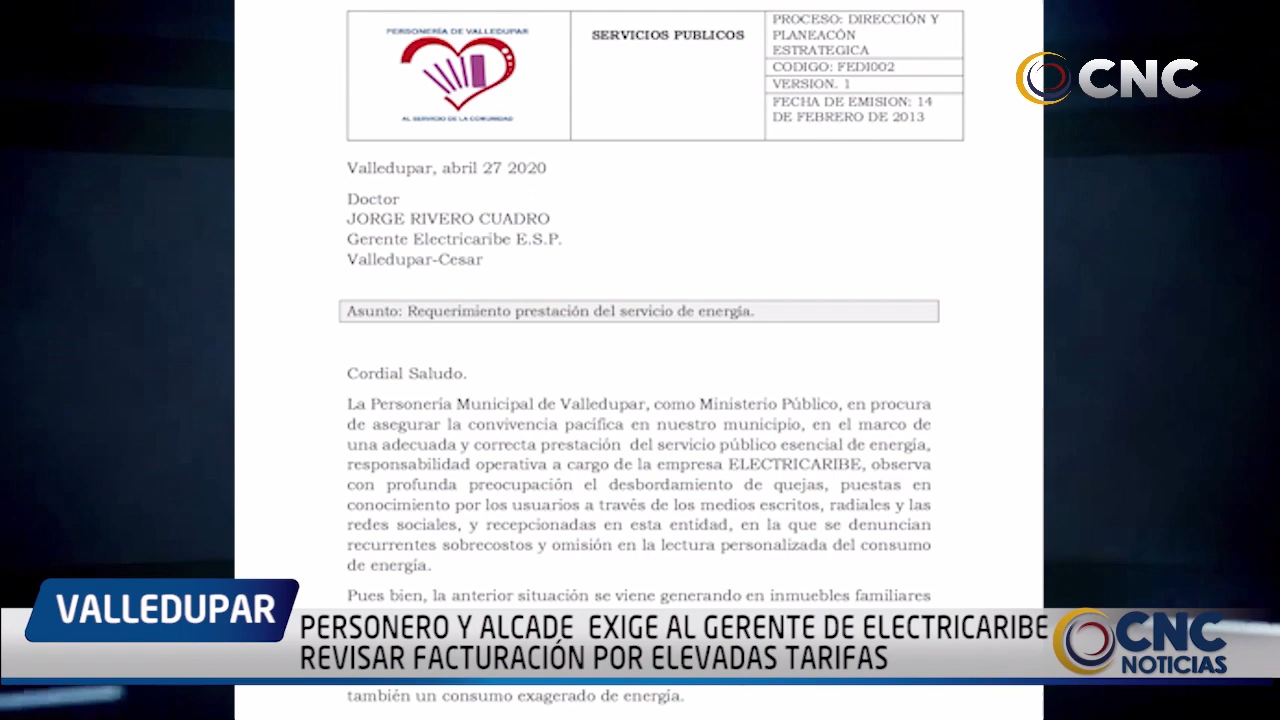 PERSONERÍA DE VALLEDUPAR
AL SERVICIO DE LA COMUNIDAD
SERVICIOS PUBLICOS
PROCESO: DIRECCIÓN Y
PLANEACÓN
ESTRATEGICA
CODIGO: FEDI002
VERSION. 1
FECHA DE EMISION: 14
DE FEBRERO DE 2013
CNC
Valledupar, abril 27 2020
Doctor
JORGE RIVERO CUADRO
Gerente Electricaribe E.S.P.
Valledupar-Cesar
Asunto: Requerimiento prestación del servicio de energía.
Cordial Saludo.
La Personería Municipal de Valledupar, como Ministerio Público, en procura
de asegurar la convivencia pacífica en nuestro municipio, en el marco de
una adecuada y correcta prestación del servicio público esencial de energía,
responsabilidad operativa a cargo de la empresa ELECTRICARIBE, observa
con profunda preocupación el desbordamiento de quejas, puestas en
conocimiento por los usuarios a través de los medios escritos, radiales y las
redes sociales, y recepcionadas en esta entidad, en la que se denuncian
recurrentes sobrecostos y omisión en la lectura personalizada del consumo
de energía.
Pues bien, la anterior situación se viene generando en inmuebles familiares
VALLEDUPAR
PERSONERO Y ALCADE EXIGE AL GERENTE DE ELECTRICARIBE
REVISAR FACTURACIÓN POR ELEVADAS TARIFAS
CNC
NOTICIAS
también un consumo exagerado de energía.